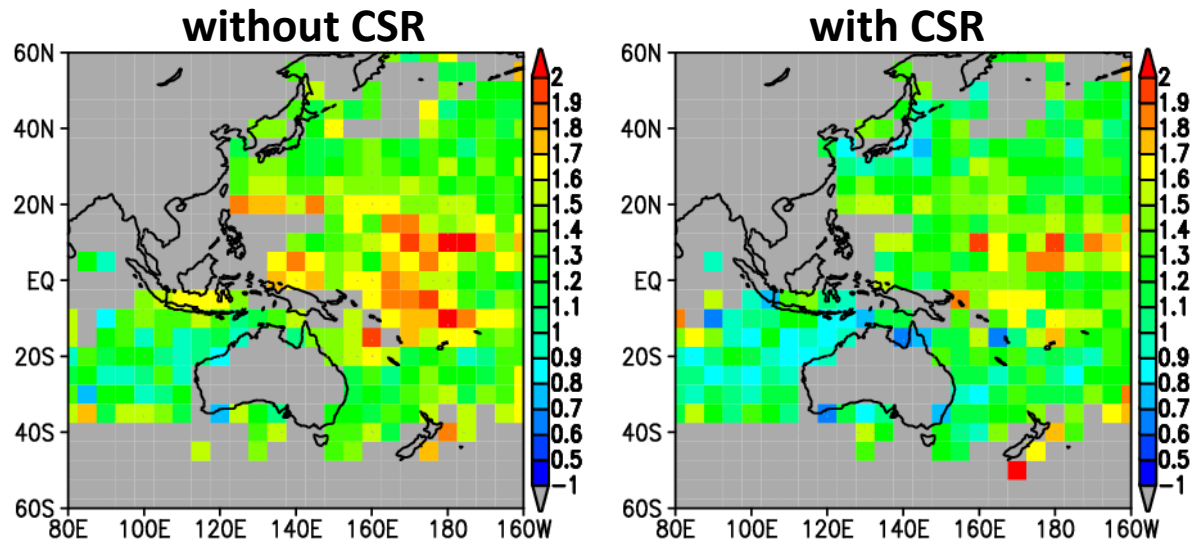 without CSR
with CSR
60N
40N
20N
EQ
20S
40S
60S
80E
100E
120E
140E
160E
180
160W
2
1.9
1.8
1.7
1.6
1.5
1.4
1.3
1.2
1.1
1
0.9
0.8
0.7
0.6
0.5
-1
60N
40N
20N
EQ
20S
40S
60S
80E
100E
120E
140E
160E
180
160W
2
1.9
1.8
1.7
1.6
1.5
1.4
1.3
1.2
1.1
1
0.9
0.8
0.7
0.6
0.5
-1